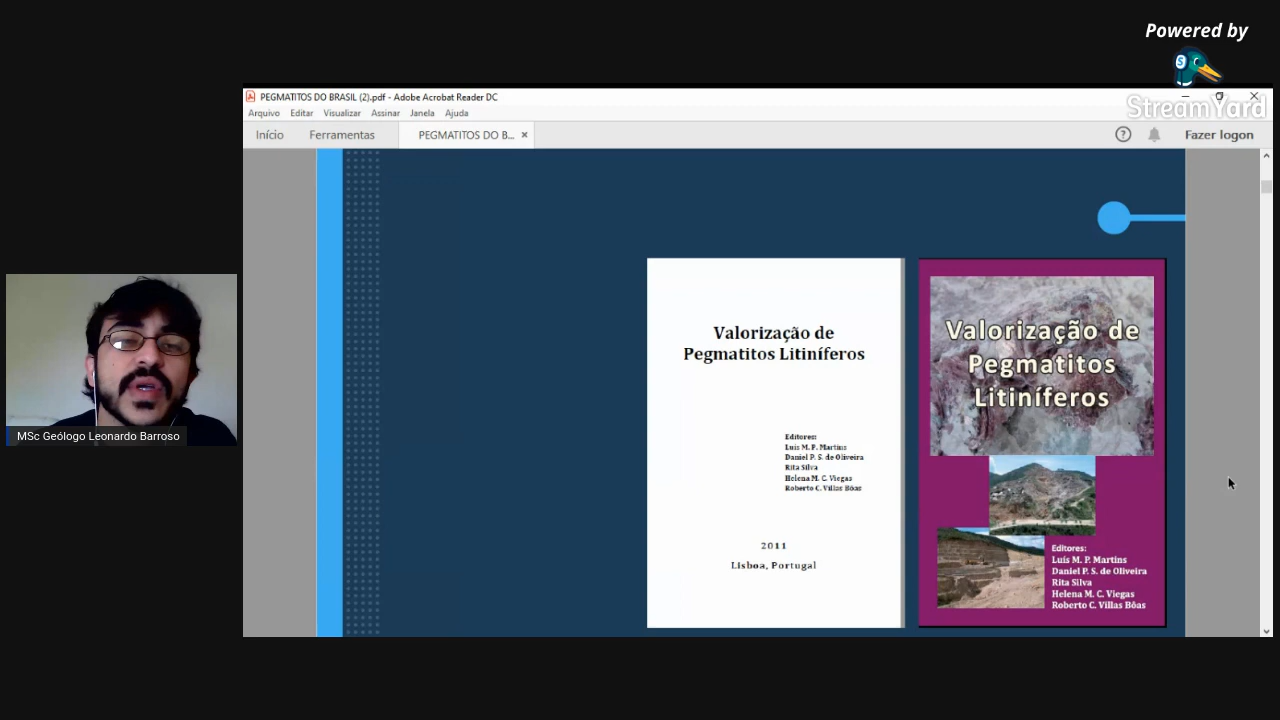 Powered by
StreamYard
PEGMATITOS DO BRASIL (2).pdf - Adobe Acrobat Reader DC
Arquivo Editar Visualizar Assinar Janela Ajuda
Início Ferramentas PEGMATITOS DO B... ×
Fazer logon
Valorização de
Pegmatitos Litiníferos
Editores:
Luís M. P. Martins
Daniel P. S. de Oliveira
Rita Silva
Helena M. C. Viegas
Roberto C. Villas Bôas
2011
Lisboa, Portugal
Valorização de
Pegmatitos
Litiníferos
Editores:
Luís M. P. Martins
Daniel P. S. de Oliveira
Rita Silva
Helena M. C. Viegas
Roberto C. Villas Bôas
MSc Geólogo Leonardo Barroso